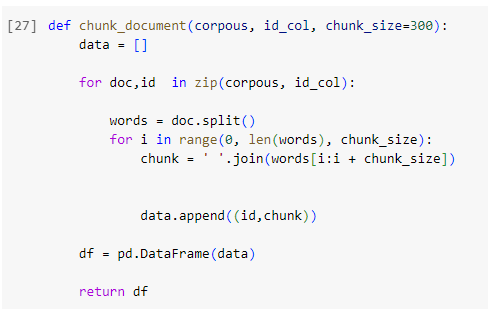 [27] def chunk_document(corpous, id_col, chunk_size=300):
data = []
for doc,id  in zip(corpous, id_col):
words = doc.split()
for i in range(0, len(words), chunk_size):
chunk = ' '.join(words[i:i + chunk_size])
data.append((id,chunk))
df = pd.DataFrame(data)
return df